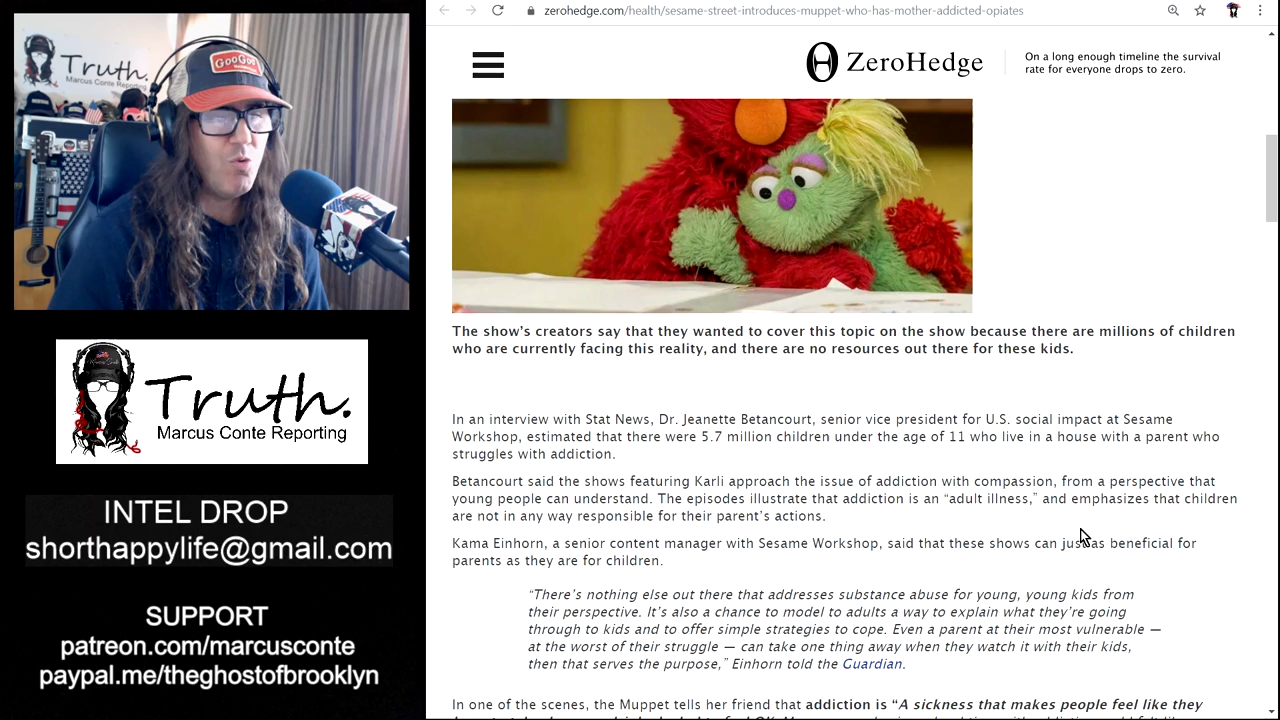 zerohedge.com/health/sesame-street-introduces-muppet-who-has-mother-addicted-opiates
ZeroHedge
On a long enough timeline the survival
rate for everyone drops to zero.
Truth.
Marcus Conte Reporting
GooGoo
The show's creators say that they wanted to cover this topic on the show because there are millions of children
who are currently facing this reality, and there are no resources out there for these kids.
Truth.
Marcus Conte Reporting
In an interview with Stat News, Dr. Jeanette Betancourt, senior vice president for U.S. social impact at Sesame
Workshop, estimated that there were 5.7 million children under the age of 11 who live in a house with a parent who
struggles with addiction.
Betancourt said the shows featuring Karli approach the issue of addiction with compassion, from a perspective that
young people can understand. The episodes illustrate that addiction is an “adult illness,” and emphasizes that children
are not in any way responsible for their parent's actions.
Kama Einhorn, a senior content manager with Sesame Workshop, said that these shows can just as beneficial for
parents as they are for children.
“There's nothing else out there that addresses substance abuse for young, young kids from
their perspective. It's also a chance to model to adults a way to explain what they're going
through to kids and to offer simple strategies to cope. Even a parent at their most vulnerable —
at the worst of their struggle — can take one thing away when they watch it with their kids,
then that serves the purpose,” Einhorn told the Guardian.
In one of the scenes, the Muppet tells her friend that addiction is “A sickness that makes people feel like they
INTEL DROP
shorthappylife@gmail.com
SUPPORT
patreon.com/marcusconte
paypal.me/theghostofbrooklyn